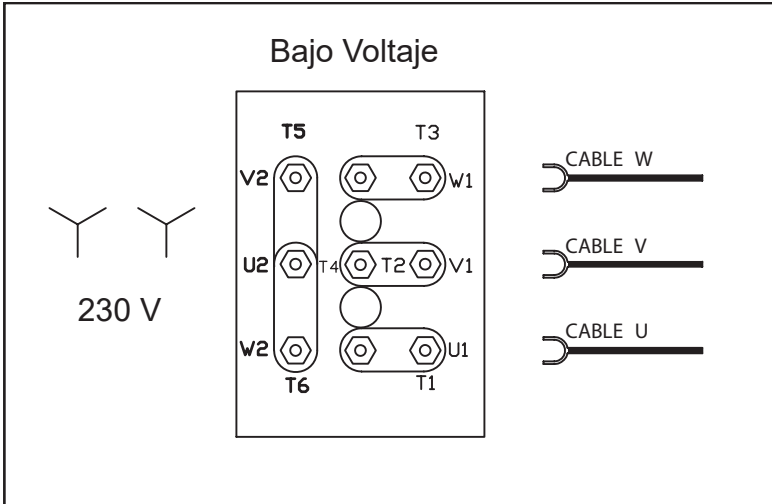 Bajo Voltaje
T5 T3
V2 W1 CABLE W
U2 T4 T2 V1 CABLE V
230 V
W2 U1 CABLE U
T6 T1